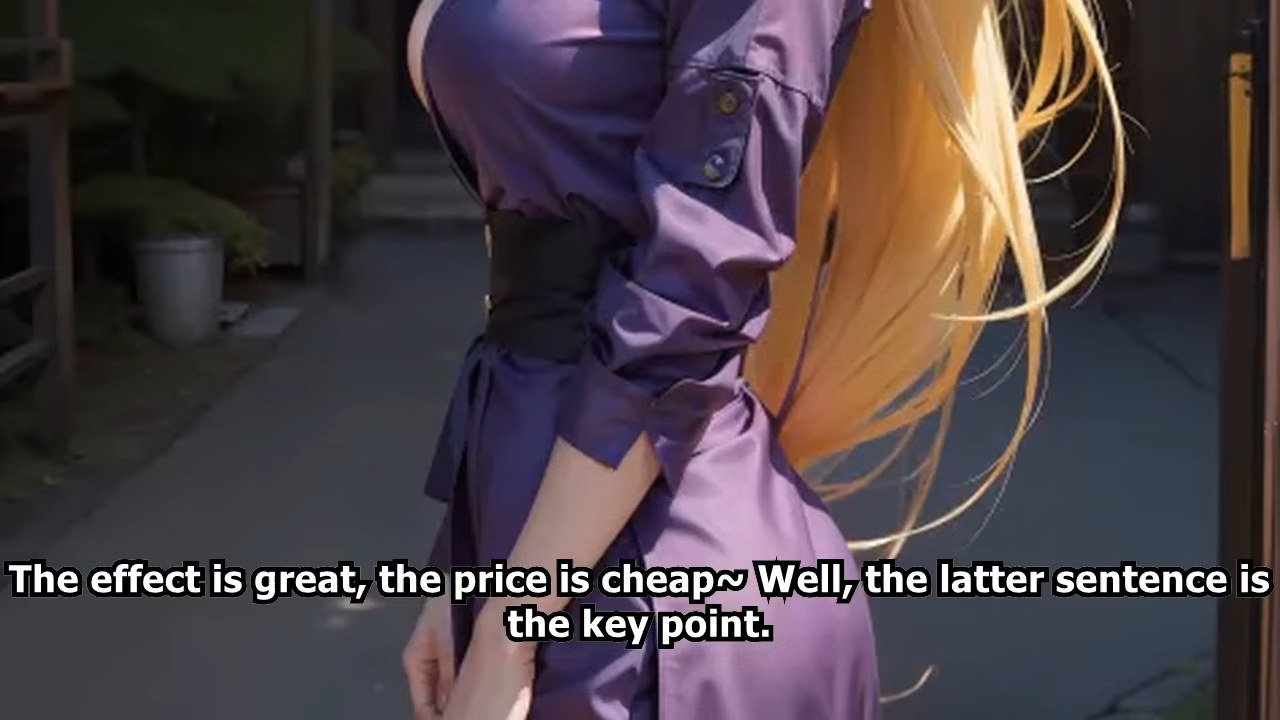 The effect is great, the price is cheap~ Well, the latter sentence is
the key point.